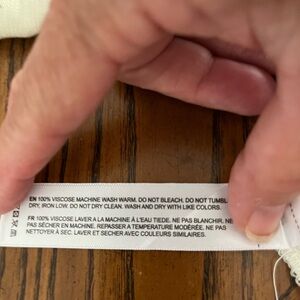 EN 100% VISCOSE MACHINE WASH WARM. DO NOT BLEACH. DO NOT TUMBL
DRY, IRON LOW. DO NOT DRY CLEAN. WASH AND DRY WITH LIKE COLORS.
FR 100% VISCOSE LAVER A LA MACHINE À L'EAU TIEDE. NE PAS BLANCHIR, NE
PAS SÉCHER EN MACHINE. REPASSER A TEMPERATURE MODÉRÉE. NE PAS
NETTOYER À SEC. LAVER ET SECHER AVEC COULEURS SIMILAIRES.